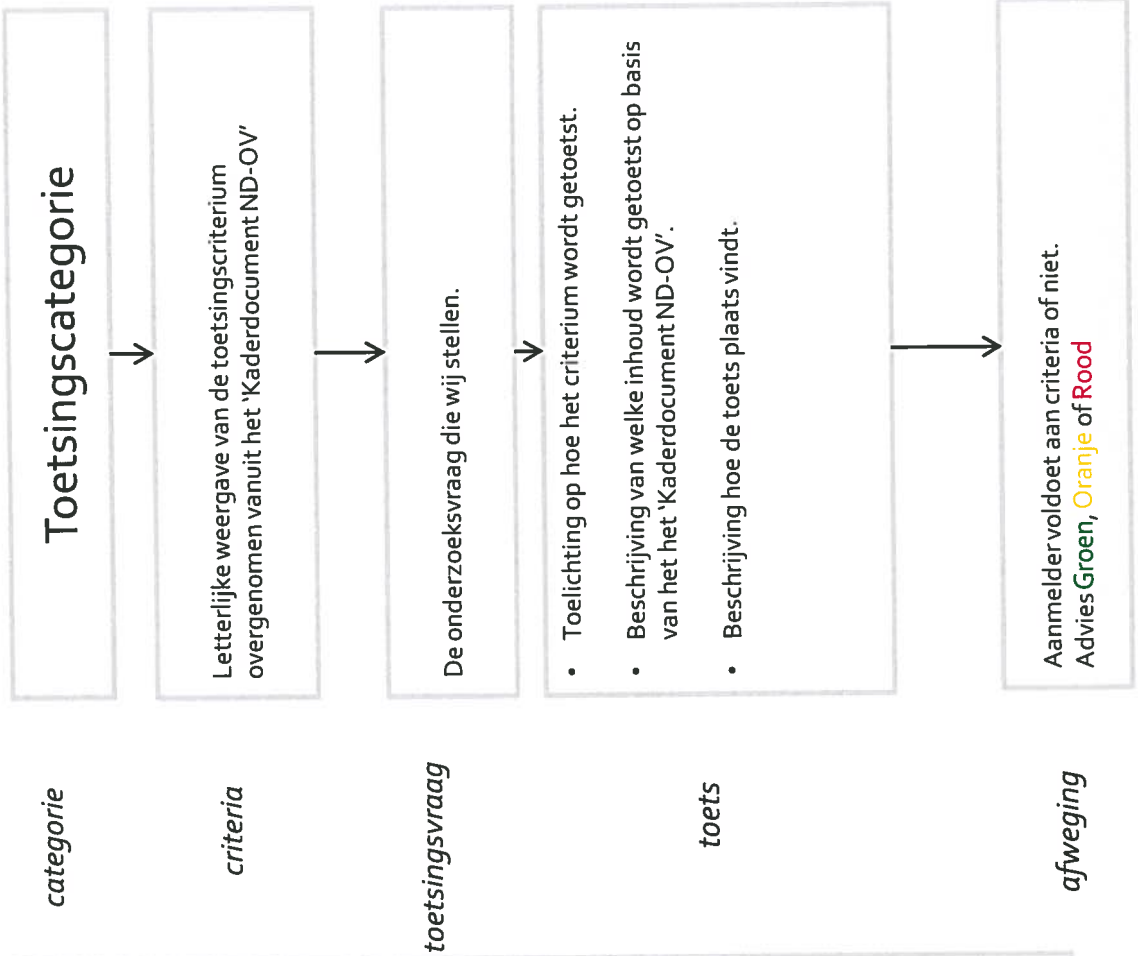 categorie
Toetsingscategorie
criteria
Letterlijke weergave van de toetsingscriterium
overgenomen vanuit het 'Kaderdocument ND-OV'
toetsingsvraag
De onderzoeksvraag die wij stellen.
toets
• Toelichting op hoe het criterium wordt getoetst.
• Beschrijving van welke inhoud wordt getoetst op basis
van het het 'Kaderdocument ND-OV'.
• Beschrijving hoe de toets plaats vindt.
afweging
Aanmelder voldoet aan criteria of niet.
Advies Groen, Oranje of Rood